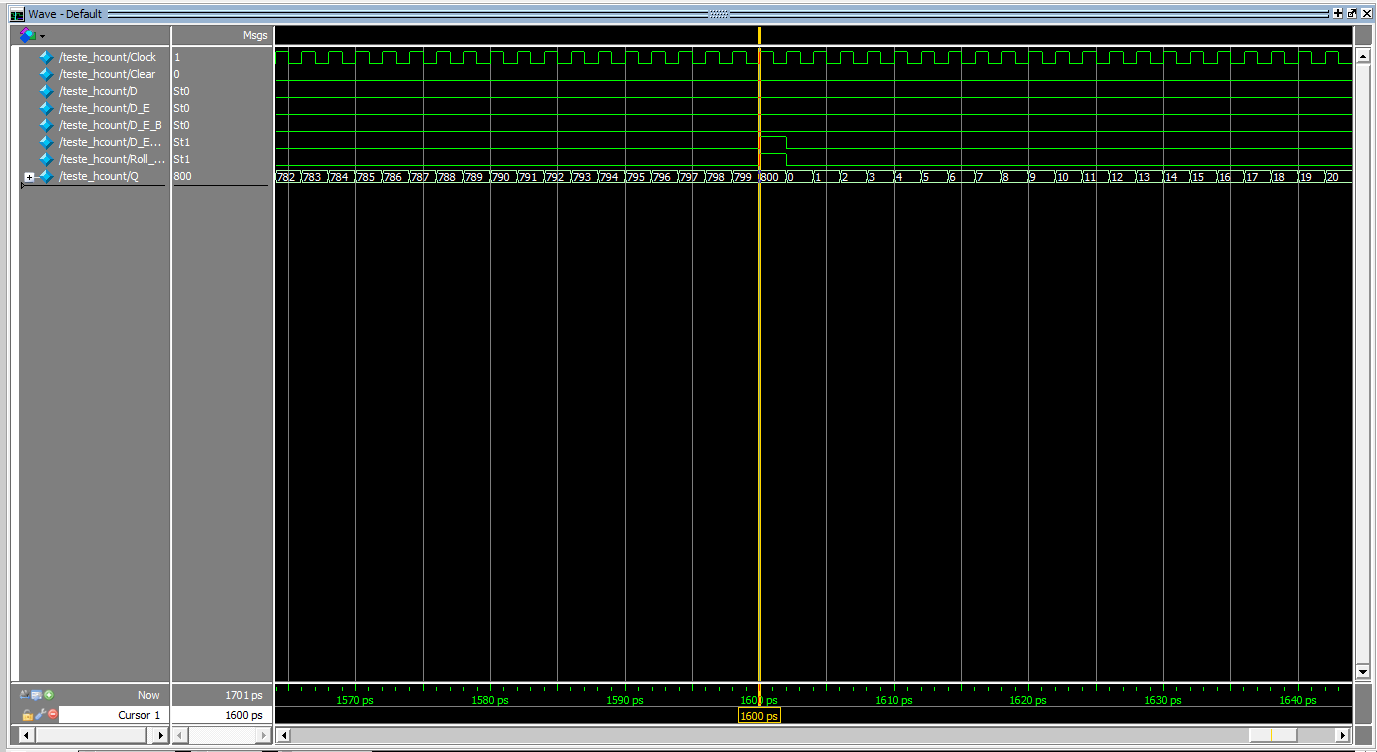 Wave - Default
Msgs
/teste_hcount/Clock 1
/teste_hcount/Clear 0
/teste_hcount/D St0
/teste_hcount/D_E St0
/teste_hcount/D_E_B St0
/teste_hcount/D_E... St1
/teste_hcount/Roll_... St1
/teste_hcount/Q 800 782 783 784 785 786 787 788 789 790 791 792 793 794 795 796 797 798 799 800 0 1 2 3 4 5 6 7 8 9 10 11 12 13 14 15 16 17 18 19 20
Now 1701 ps 1570 ps 1580 ps 1590 ps 1600 ps 1610 ps 1620 ps 1630 ps 1640 ps
Cursor 1 1600 ps 1600 ps